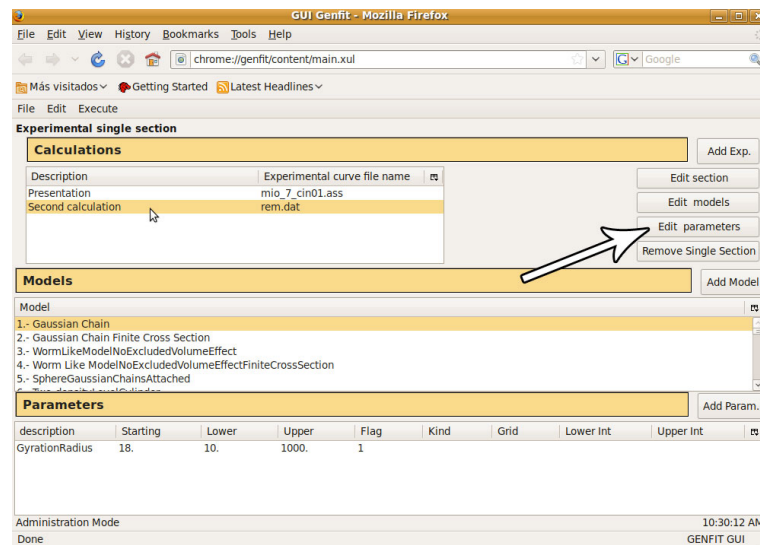 GUI Genfit - Mozilla Firefox
File Edit View History Bookmarks Tools Help
chrome://genfit/content/main.xul
G Google
Más visitados Getting Started Latest Headlines
File Edit Execute
Experimental single section
Calculations
Add Exp.
Description Experimental curve file name
Edit section
Presentation mio_7_cin01.ass
Edit models
Second calculation rem.dat
Edit parameters
Remove Single Section
Models
Add Model
Model
1.- Gaussian Chain
2.- Gaussian Chain Finite Cross Section
3.- WormLikeModelNoExcludedVolumeEffect
4.- Worm Like ModelNoExcludedVolumeEffectFiniteCrossSection
5.- SphereGaussianChainsAttached
Parameters
Add Param.
description Starting Lower Upper Flag Kind Grid Lower Int Upper Int
GyrationRadius 18. 10. 1000. 1
Administration Mode 10:30:12 AM
Done GENFIT GUI